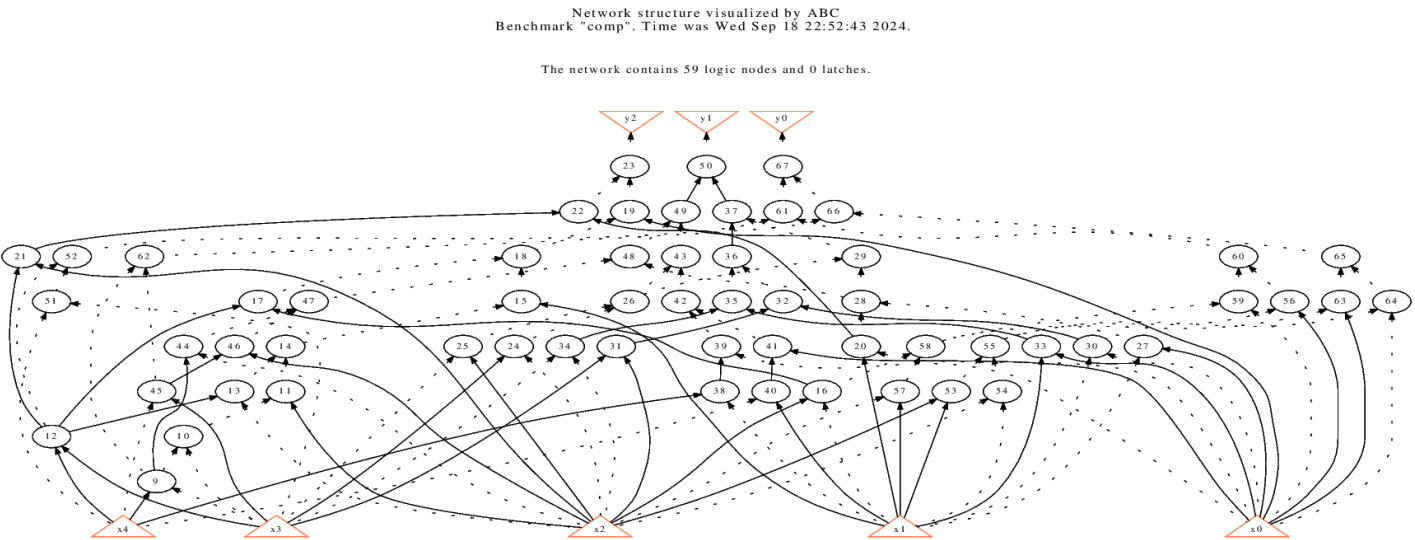 Network structure visualized by ABC
Benchmark "comp". Time was Wed Sep 18 22:52:43 2024.
The network contains 59 logic nodes and 0 latches.
y2 y1 y0
23 50 67
22 19 49 37 61 66
21 52 62 18 48 43 36 29 60 65
51 17 47 15 26 42 35 32 28 59 56 63 64
44 46 14 25 24 34 31 39 41 20 58 55 33 30 27
45 13 11 38 40 16 57 53 54
12 10
9
x4 x3 x2 x1 x0